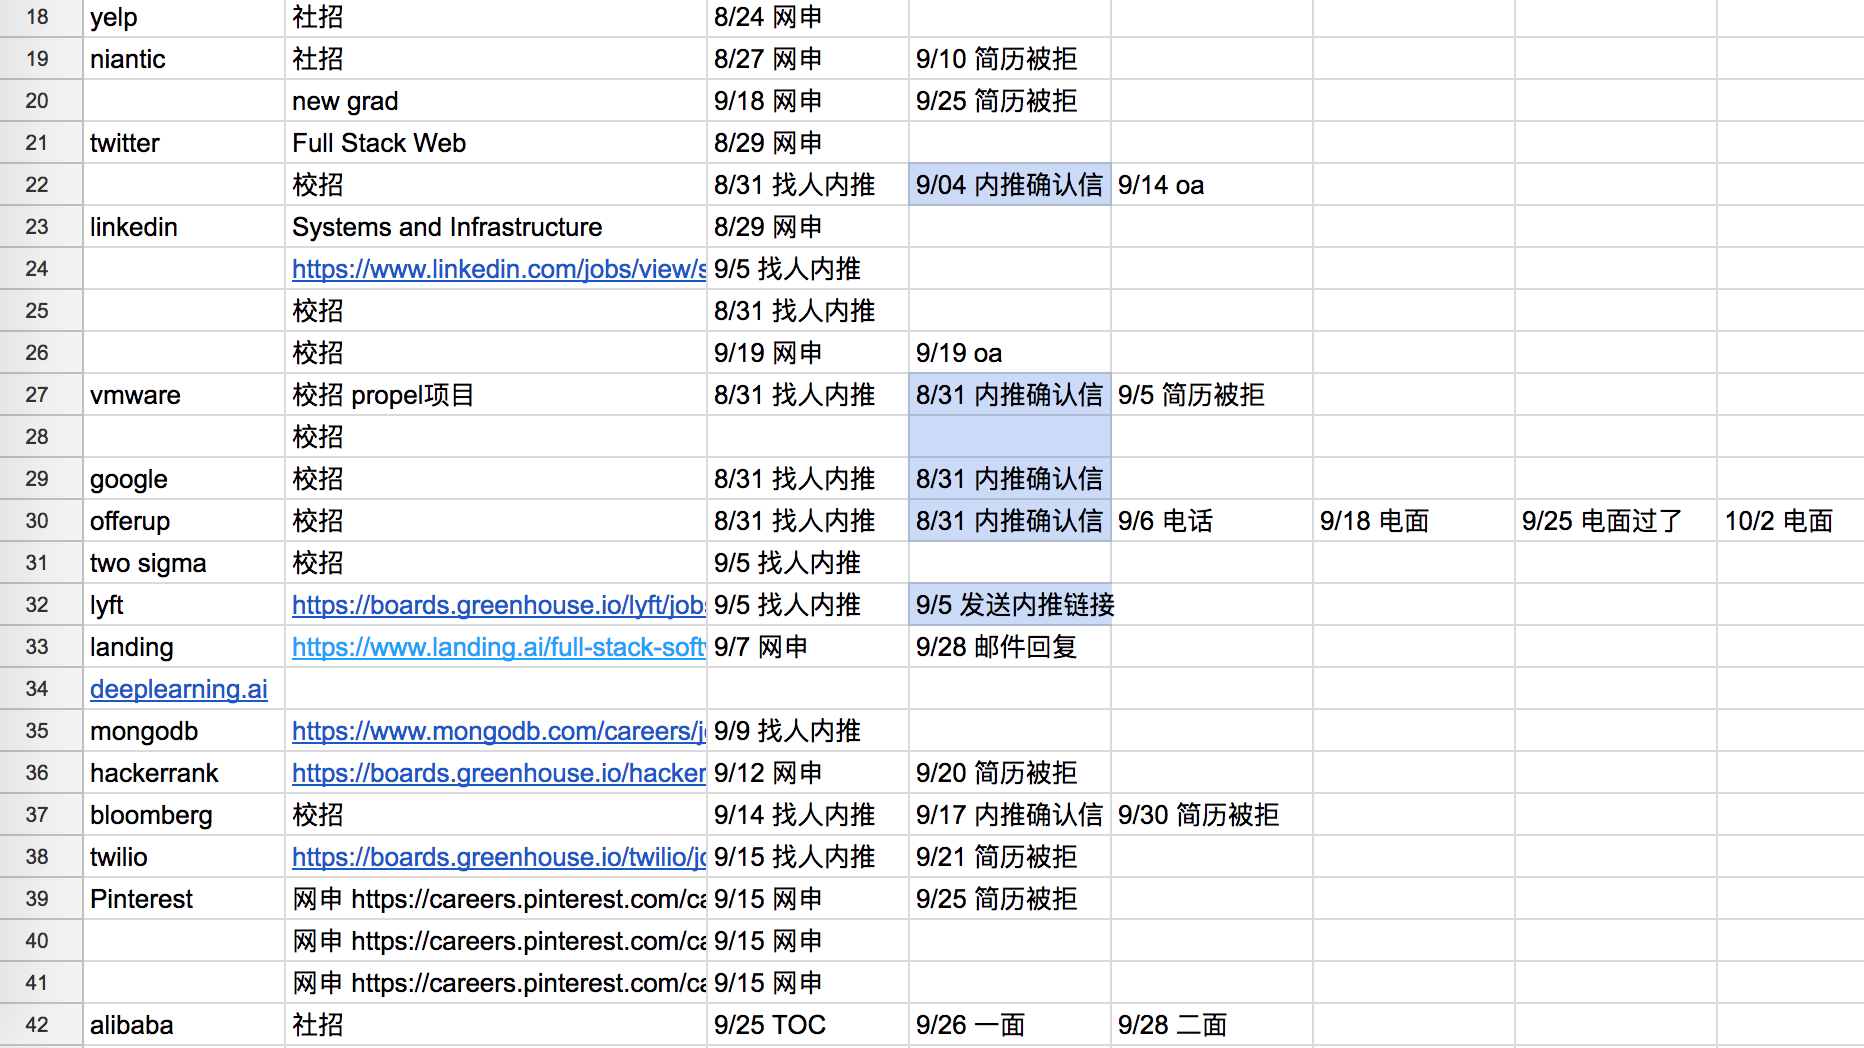 18 yelp 社招 8/24 网申
19 niantic 社招 8/27 网申 9/10 简历被拒
20 new grad 9/18 网申 9/25 简历被拒
21 twitter Full Stack Web 8/29 网申
22 校招 8/31 找人内推 9/04 内推确认信 9/14 oa
23 linkedin Systems and Infrastructure 8/29 网申
24 https://www.linkedin.com/jobs/view/s 9/5 找人内推
25 校招 8/31 找人内推
26 校招 9/19 网申 9/19 oa
27 vmware 校招 propel项目 8/31 找人内推 8/31 内推确认信 9/5 简历被拒
28 校招
29 google 校招 8/31 找人内推 8/31 内推确认信
30 offerup 校招 8/31 找人内推 8/31 内推确认信 9/6 电话 9/18 电面 9/25 电面过了 10/2 电面
31 two sigma 校招 9/5 找人内推
32 lyft https://boards.greenhouse.io/lyft/jobs 9/5 找人内推 9/5 发送内推链接
33 landing https://www.landing.ai/full-stack-soft 9/7 网申 9/28 邮件回复
34 deeplearning.ai
35 mongodb https://www.mongodb.com/careers/j 9/9 找人内推
36 hackerrank https://boards.greenhouse.io/hacker 9/12 网申 9/20 简历被拒
37 bloomberg 校招 9/14 找人内推 9/17 内推确认信 9/30 简历被拒
38 twilio https://boards.greenhouse.io/twilio/jo 9/15 找人内推 9/21 简历被拒
39 Pinterest 网申 https://careers.pinterest.com/ca 9/15 网申 9/25 简历被拒
40 网申 https://careers.pinterest.com/ca 9/15 网申
41 网申 https://careers.pinterest.com/ca 9/15 网申
42 alibaba 社招 9/25 TOC 9/26 一面 9/28 二面